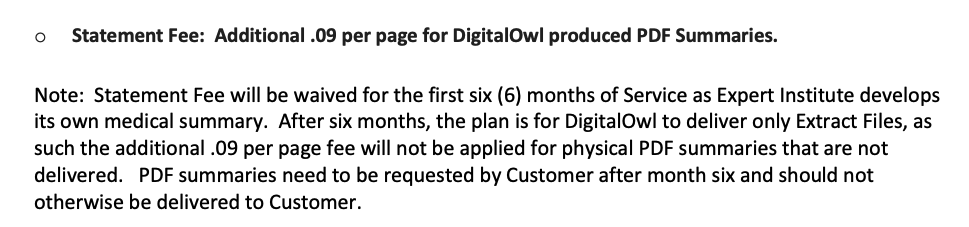 ○ Statement Fee: Additional .09 per page for DigitalOwl produced PDF Summaries.
Note: Statement Fee will be waived for the first six (6) months of Service as Expert Institute develops
its own medical summary. After six months, the plan is for DigitalOwl to deliver only Extract Files, as
such the additional .09 per page fee will not be applied for physical PDF summaries that are not
delivered. PDF summaries need to be requested by Customer after month six and should not
otherwise be delivered to Customer.